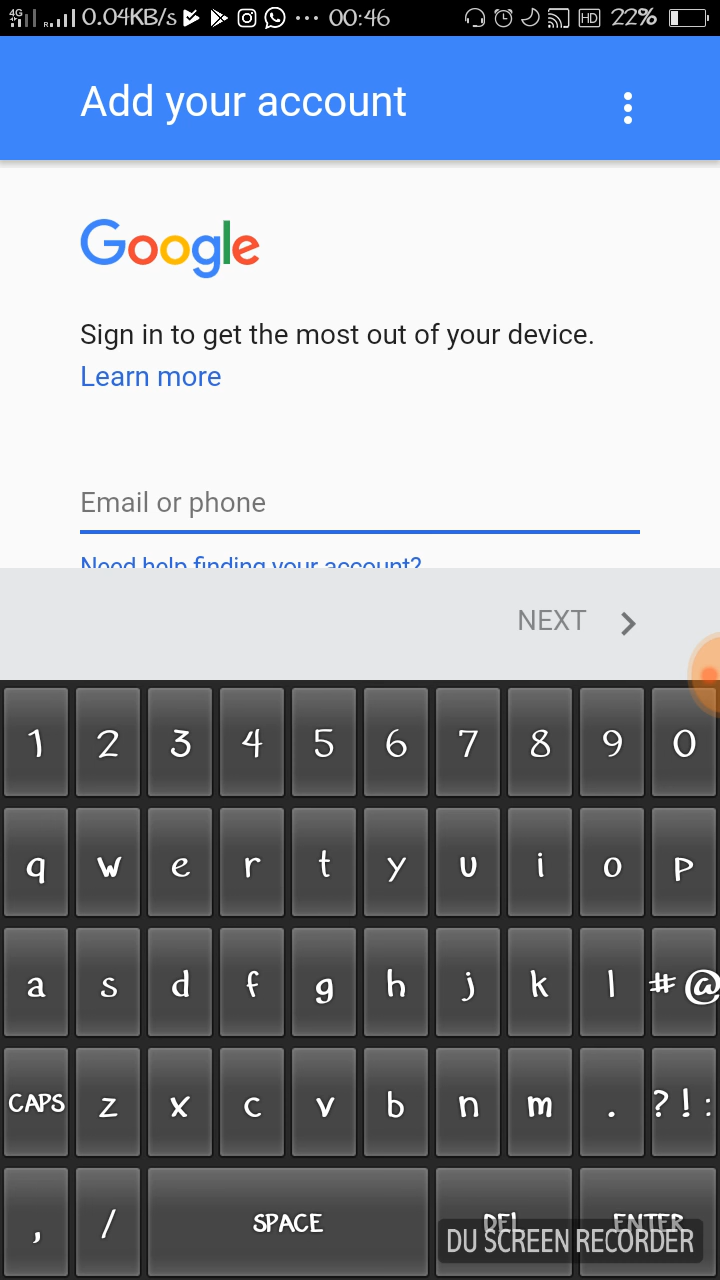 4G R 0.04KB/s ... 00:46 HD 22%
Add your account
Google
Sign in to get the most out of your device.
Learn more
Email or phone
Need help finding your account?
NEXT
1 2 3 4 5 6 7 8 9 0
q w e r t y u i o p
a s d f g h j k l #@
CAPS z x c v b n m . ?!:
, / SPACE DEL ENTER
DU SCREEN RECORDER